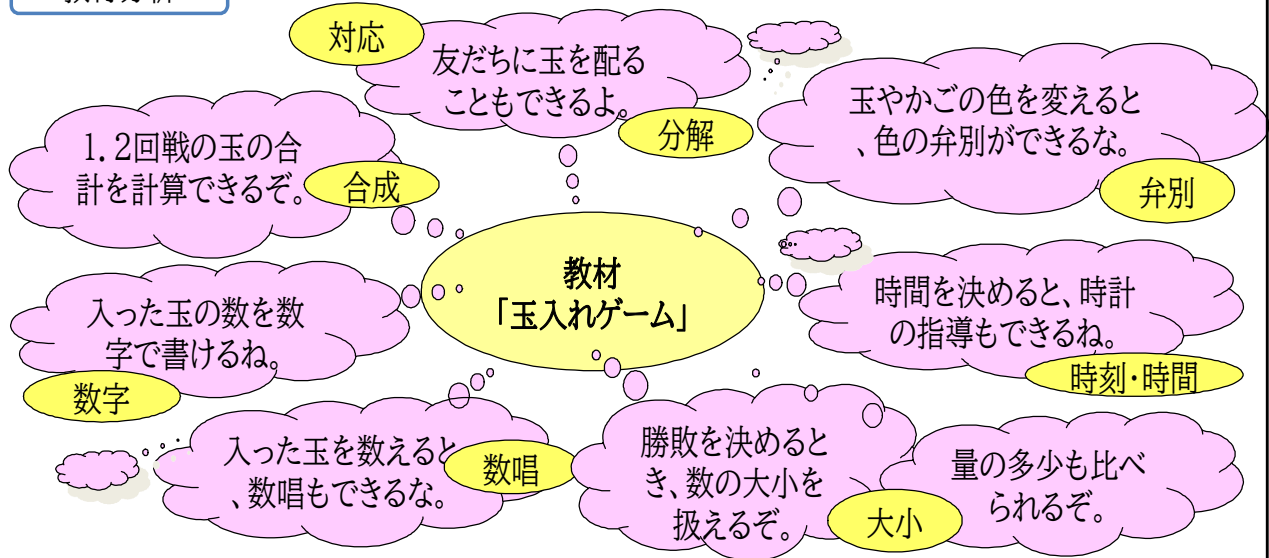 対応
友だちに玉を配る
こともできるよ。
分解
玉やかごの色を変えると
、色の弁別ができるな。
弁別
1.2回戦の玉の合
計を計算できるぞ。
合成
教材
「玉入れゲーム」
時間を決めると、時計
の指導もできるね。
時刻・時間
入った玉の数を数
字で書けるね。
数字
入った玉を数えると
、数唱もできるな。
数唱
勝敗を決めると
き、数の大小を
扱えるぞ。
大小
量の多少も比べ
られるぞ。